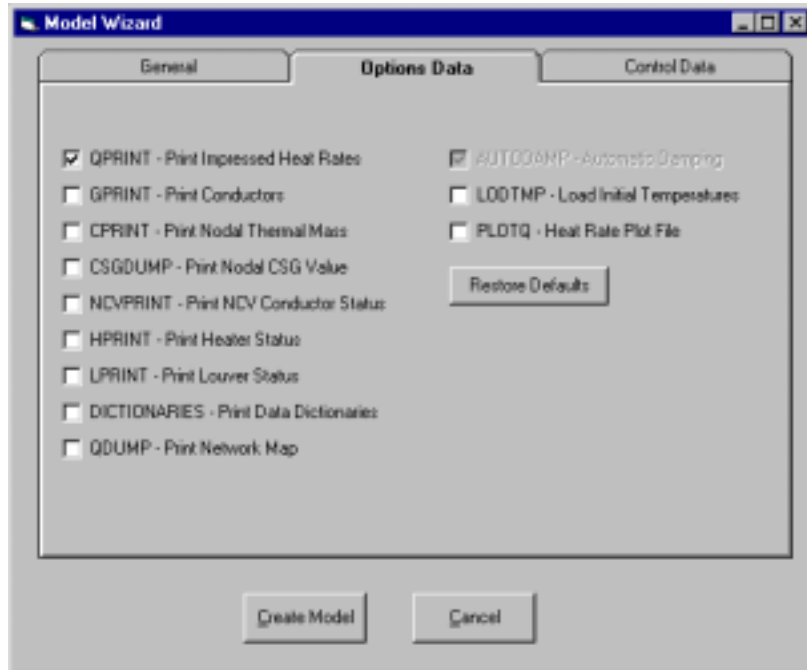 Model Wizard
General
Options Data
Control Data
QPRINT - Print Impressed Heat Rates
GPRINT - Print Conductors
CPRINT - Print Nodal Thermal Mass
CSGDUMP - Print Nodal CSG Value
NCVPRINT - Print NCV Conductor Status
HPRINT - Print Heater Status
LPRINT - Print Louver Status
DICTIONARIES - Print Data Dictionaries
QDUMP - Print Network Map
AUTODAMP - Automatic Damping
LODTMP - Load Initial Temperatures
PLOTQ - Heat Rate Plot File
Restore Defaults
Create Model
Cancel